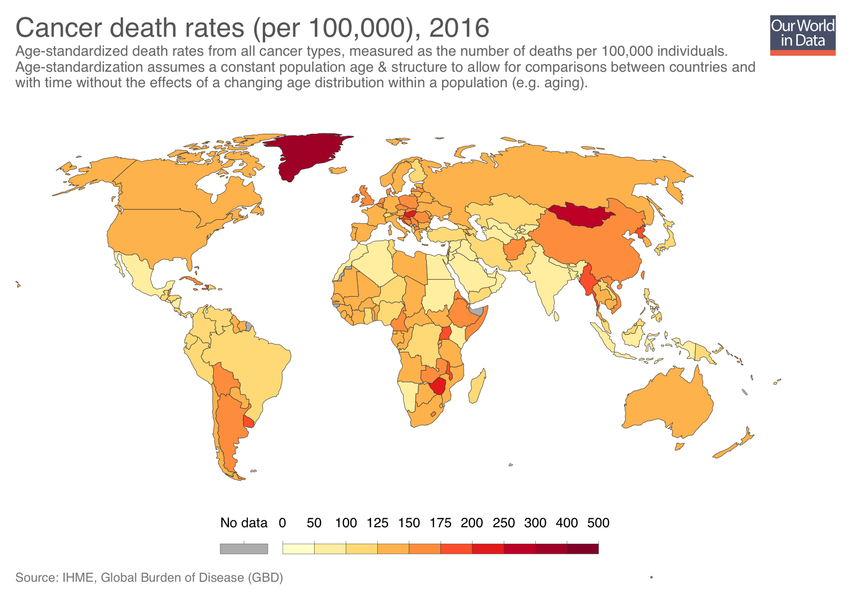 Cancer death rates (per 100,000), 2016
Our World
in Data
Age-standardized death rates from all cancer types, measured as the number of deaths per 100,000 individuals.
Age-standardization assumes a constant population age & structure to allow for comparisons between countries and
with time without the effects of a changing age distribution within a population (e.g. aging).
No data 0 50 100 125 150 175 200 250 300 400 500
Source: IHME, Global Burden of Disease (GBD)